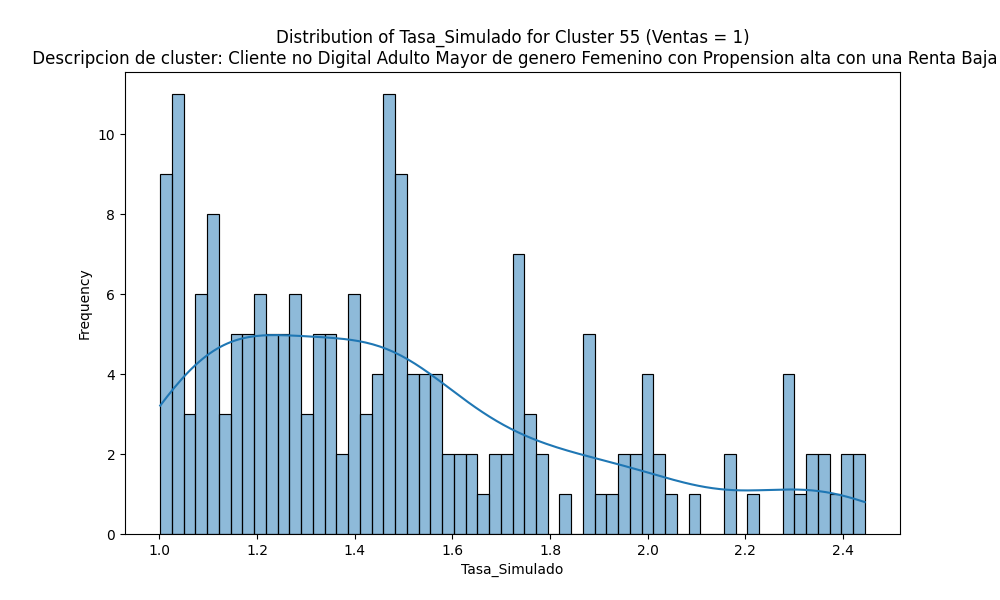 Distribution of Tasa_Simulado for Cluster 55 (Ventas = 1)
Descripcion de cluster: Cliente no Digital Adulto Mayor de genero Femenino con Propension alta con una Renta Baja
Frequency
10
8
6
4
2
0
1.0 1.2 1.4 1.6 1.8 2.0 2.2 2.4
Tasa_Simulado